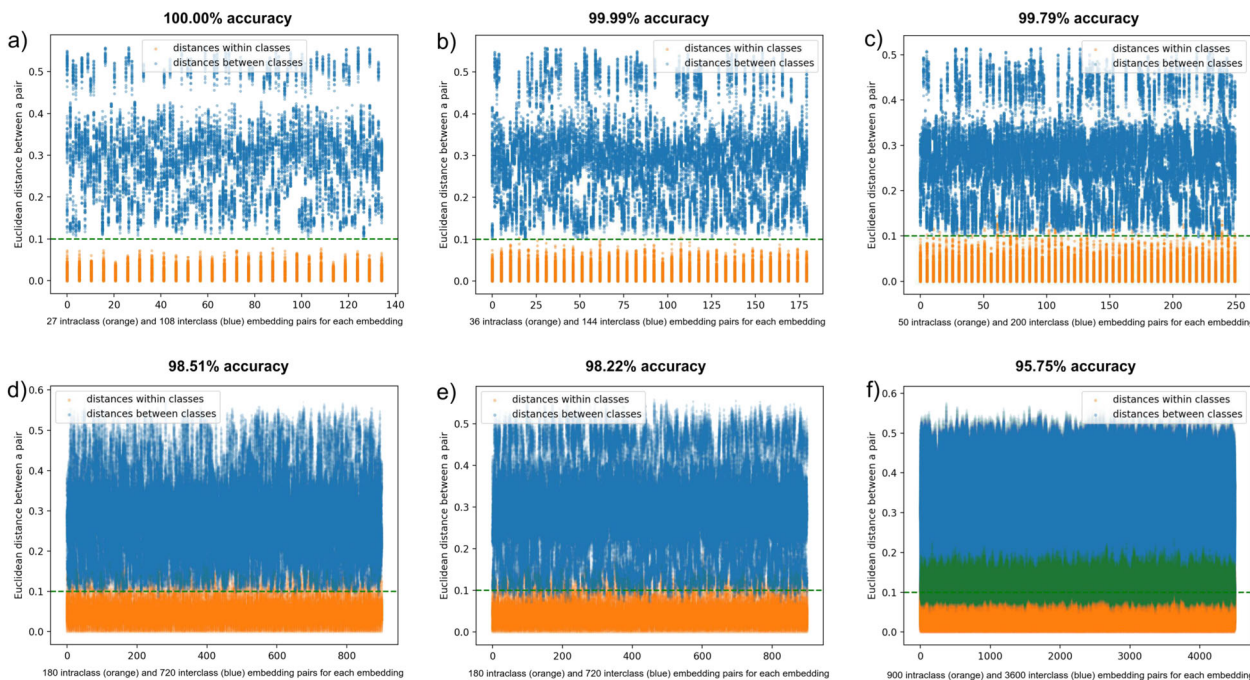 100.00% accuracy
a)
distances within classes
distances between classes
Euclidean distance between a pair
0.5
0.4
0.3
0.2
0.1
0.0
0 20 40 60 80 100 120 140
27 intraclass (orange) and 108 interclass (blue) embedding pairs for each embedding
99.99% accuracy
b)
distances within classes
distances between classes
Euclidean distance between a pair
0.5
0.4
0.3
0.2
0.1
0.0
0 25 50 75 100 125 150 175
36 intraclass (orange) and 144 interclass (blue) embedding pairs for each embedding
99.79% accuracy
c)
distances within classes
distances between classes
Euclidean distance between a pair
0.5
0.4
0.3
0.2
0.1
0.0
0 50 100 150 200 250
50 intraclass (orange) and 200 interclass (blue) embedding pairs for each embedding
98.51% accuracy
d)
distances within classes
distances between classes
Euclidean distance between a pair
0.6
0.5
0.4
0.3
0.2
0.1
0.0
0 200 400 600 800
180 intraclass (orange) and 720 interclass (blue) embedding pairs for each embedding
98.22% accuracy
e)
distances within classes
distances between classes
Euclidean distance between a pair
0.5
0.4
0.3
0.2
0.1
0.0
0 200 400 600 800
180 intraclass (orange) and 720 interclass (blue) embedding pairs for each embedding
95.75% accuracy
f)
distances within classes
distances between classes
Euclidean distance between a pair
0.6
0.5
0.4
0.3
0.2
0.1
0.0
0 1000 2000 3000 4000
900 intraclass (orange) and 3600 interclass (blue) embedding pairs for each embedding